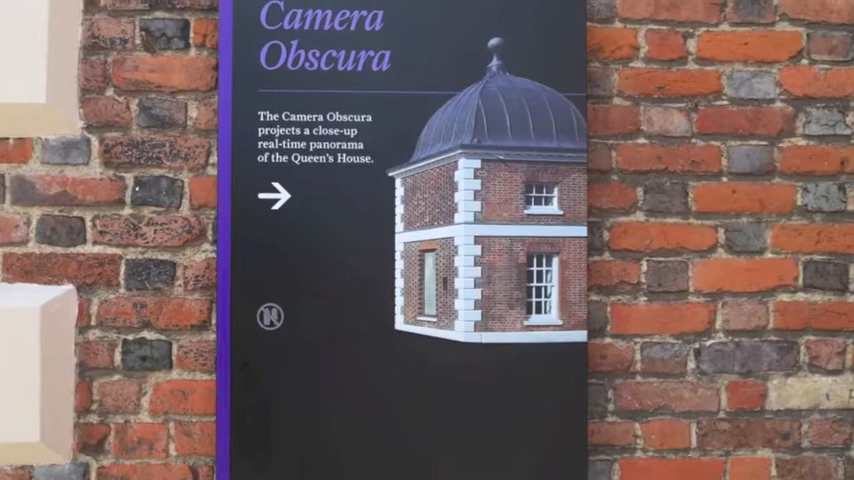 Camera
Obscura
The Camera Obscura
projects a close-up
real-time panorama
of the Queen's House.